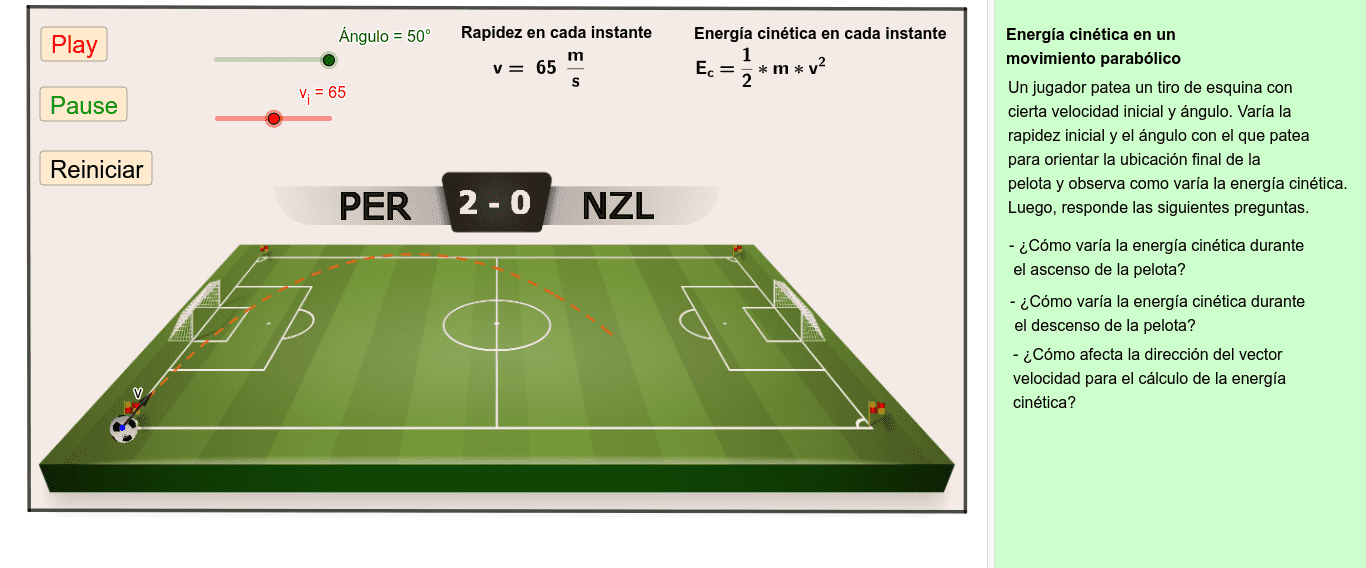 Play
Pause
Reiniciar
Ángulo = 50°
v_i = 65
Rapidez en cada instante
v = 65 m/s
Energía cinética en cada instante
E_c = 1/2 * m * v²
PER 2 - 0 NZL
v
Energía cinética en un
movimiento parabólico
Un jugador patea un tiro de esquina con
cierta velocidad inicial y ángulo. Varía la
rapidez inicial y el ángulo con el que patea
para orientar la ubicación final de la
pelota y observa como varía la energía cinética.
Luego, responde las siguientes preguntas.
- ¿Cómo varía la energía cinética durante
el ascenso de la pelota?
- ¿Cómo varía la energía cinética durante
el descenso de la pelota?
- ¿Cómo afecta la dirección del vector
velocidad para el cálculo de la energía
cinética?